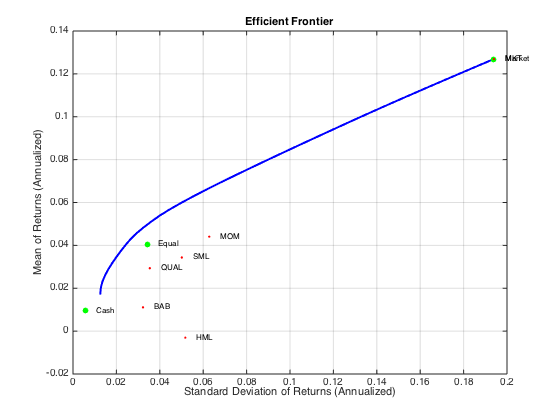 Efficient Frontier
Mean of Returns (Annualized)
0.14
0.12
0.1
0.08
0.06
0.04
0.02
0
-0.02
Market
MOM
Equal
SML
QUAL
BAB
Cash
HML
0
0.02
0.04
0.06
0.08
0.1
0.12
0.14
0.16
0.18
0.2
Standard Deviation of Returns (Annualized)